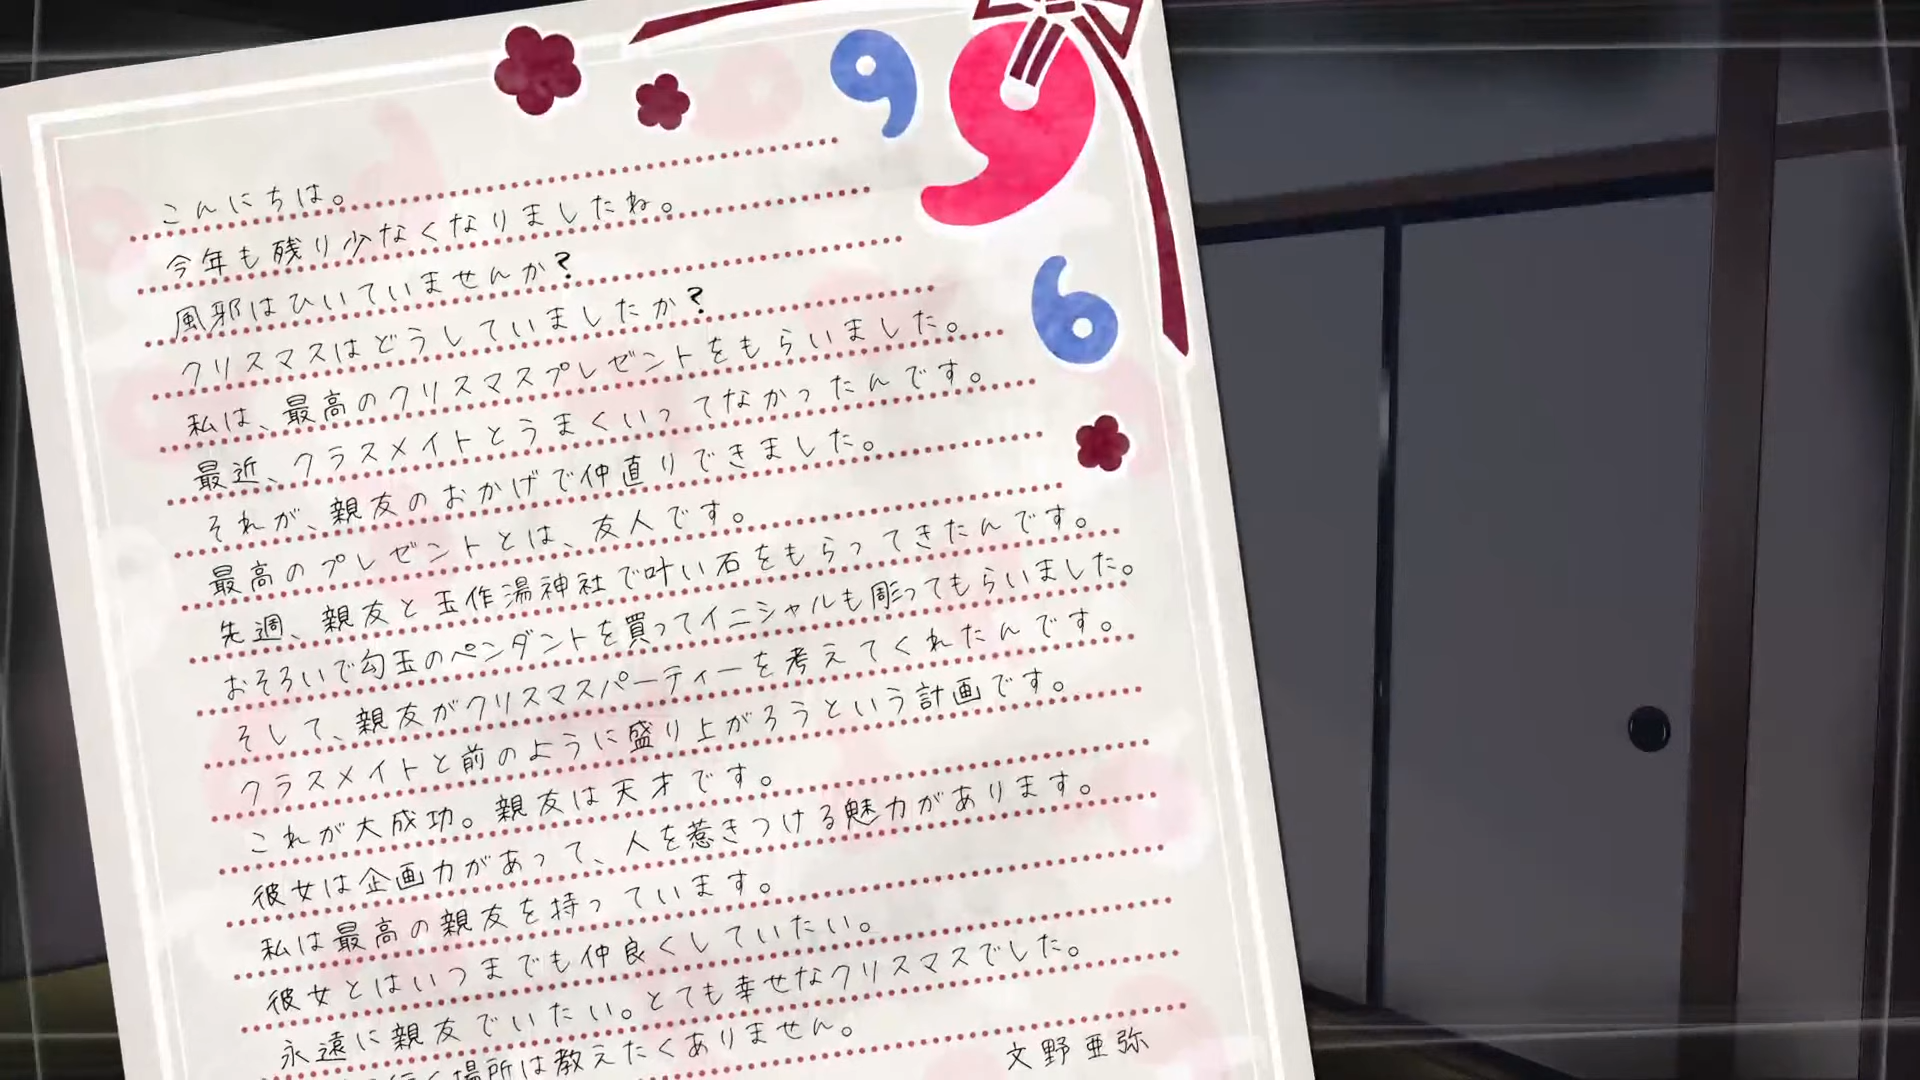 こんにちは。
今年も残り少なくなりましたね。
風邪はひいていませんか?
クリスマスはどうしていましたか?
私は、最高のクリスマスプレゼントをもらいました。
最近、クラスメイトとうまくいってなかったんです。
それが、親友のおかげで仲直りできました。
最高のプレゼントとは、友人です。
先週、親友と玉作湯神社で叶い石をもらってきたんです。
おそろいで勾玉のペンダントを買ってイニシャルも彫ってもらいました。
そして、親友がクリスマスパーティーを考えてくれたんです。
クラスメイトと前のように盛り上がろうという計画です。
これが大成功。親友は天才です。
彼女は企画力があって、人を惹きつける魅力があります。
私は最高の親友を持っています。
彼女とはいつまでも仲良くしていたい。
永遠に親友でいたい。とても幸せなクリスマスでした。
行く場所は教えたくありません。
文野亜弥